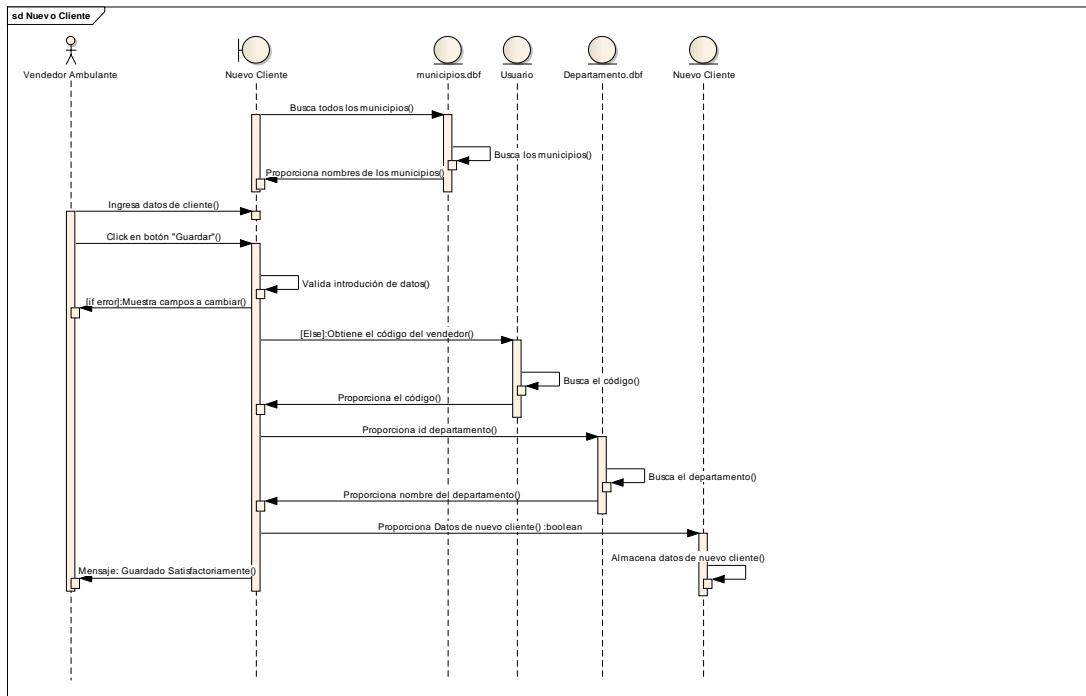 sd Nuevo Cliente
Vendedor Ambulante
Nuevo Cliente
municipios.dbf
Usuario
Departamento.dbf
Nuevo Cliente
Busca todos los municipios()
Busca los municipios()
Proporciona nombres de los municipios()
Ingresa datos de cliente()
Click en botón "Guardar"()
Valida introdución de datos()
[if error]:Muestra campos a cambiar()
[Else]:Obtiene el código del vendedor()
Busca el código()
Proporciona el código()
Proporciona id departamento()
Busca el departamento()
Proporciona nombre del departamento()
Proporciona Datos de nuevo cliente() :boolean
Almacena datos de nuevo cliente()
Mensaje: Guardado Satisfactoriamente()